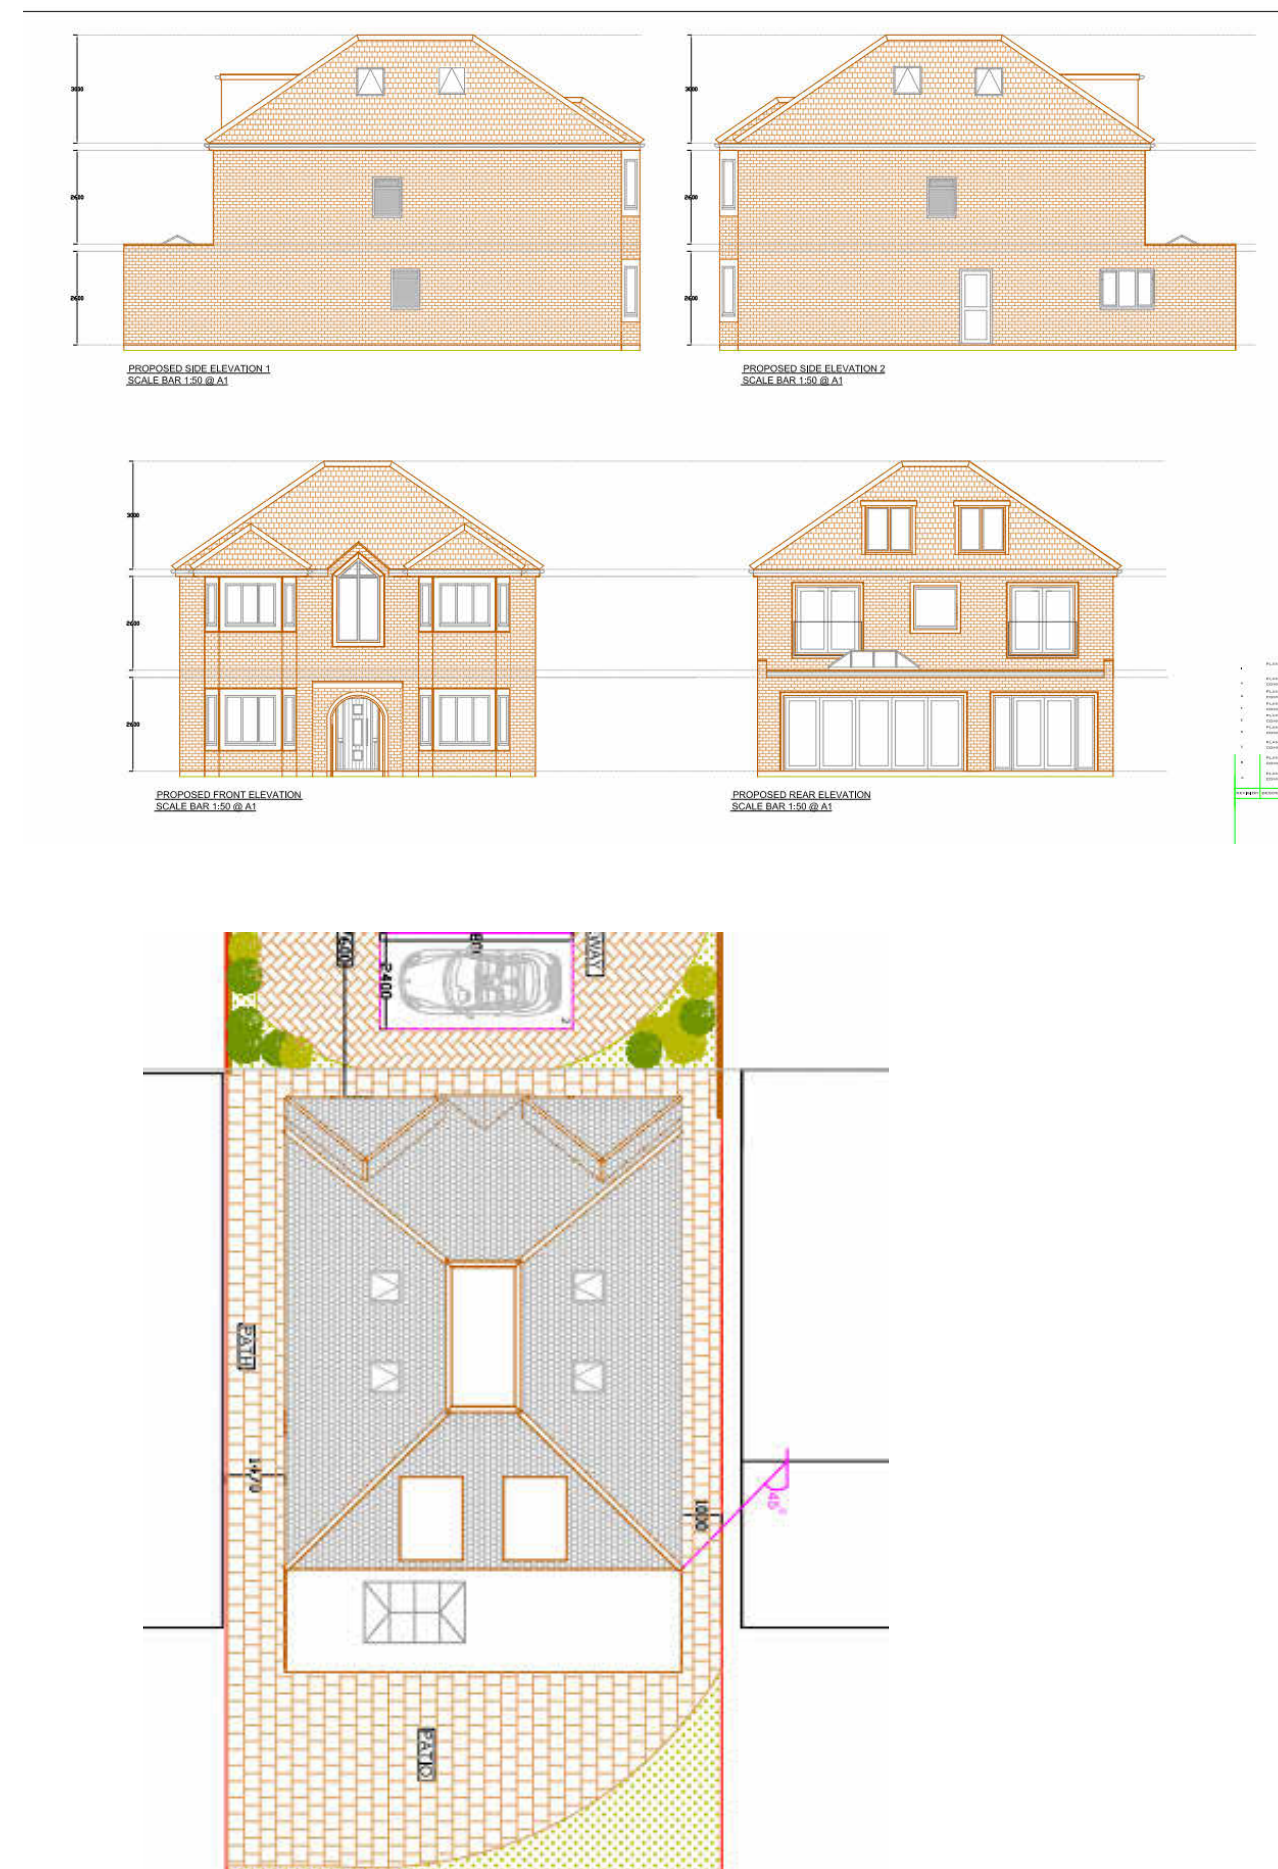 3000
2600
2600
PROPOSED SIDE ELEVATION 1
SCALE BAR 1:50 @ A1
3000
2600
2600
PROPOSED SIDE ELEVATION 2
SCALE BAR 1:50 @ A1
3000
2600
2600
PROPOSED FRONT ELEVATION
SCALE BAR 1:50 @ A1
PROPOSED REAR ELEVATION
SCALE BAR 1:50 @ A1
2400
WAY
2
PATH
1000
45°
PATIO